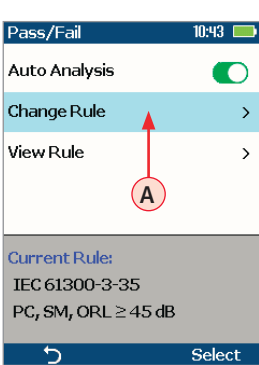 Pass/Fail 10:43
Auto Analysis
Change Rule >
View Rule >
A
Current Rule:
IEC 61300-3-35
PC, SM, ORL ≥ 45 dB
Select